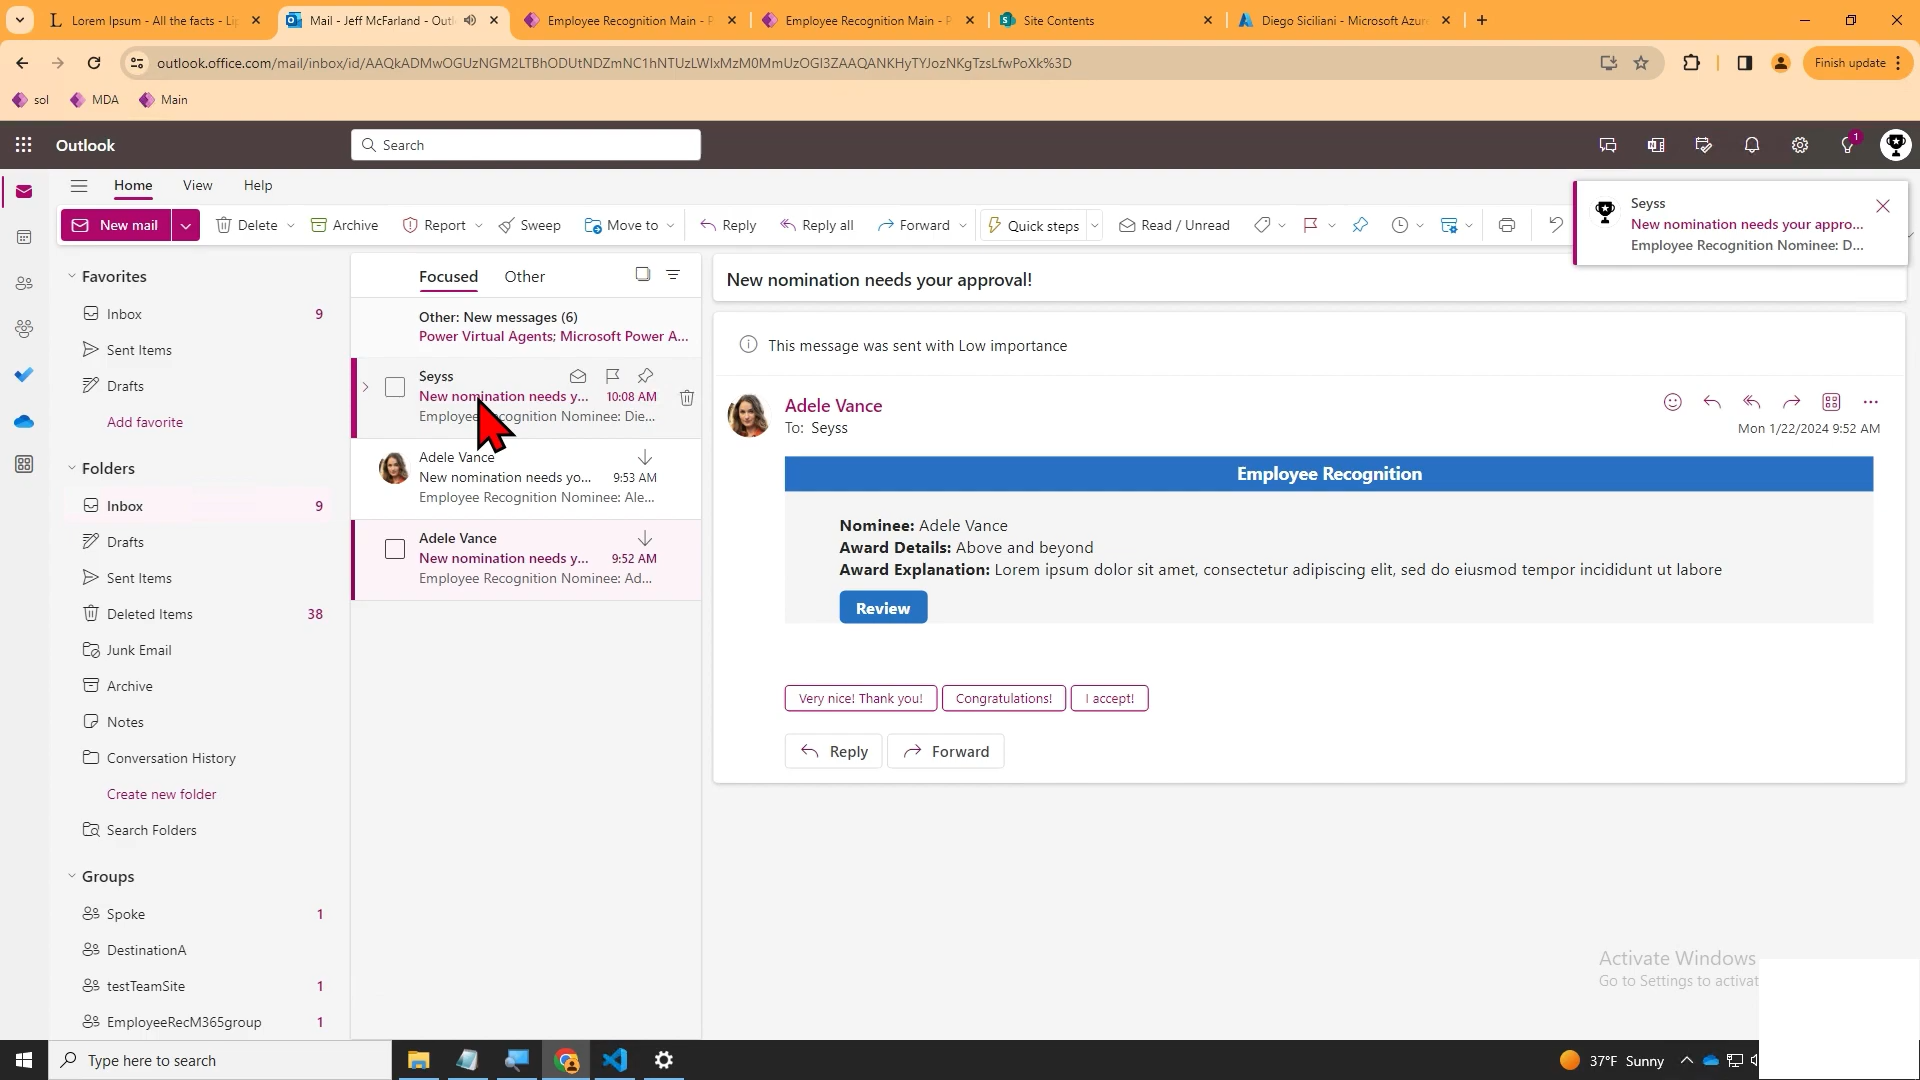 Lorem Ipsum - All the facts - Li
Mail - Jeff McFarland - Outl
Employee Recognition Main - P
Employee Recognition Main - P
Site Contents
Diego Siciliani - Microsoft Azur
outlook.office.com/mail/inbox/id/AAQkADMwOGUzNGM2LTBhODUtNDZmNC1hNTUzLWIxMzM0MmUzOGI3ZAAQANKHyTYJozNKgTzsLfwPoXk%3D
Finish update
sol
MDA
Main
Outlook
Search
1
Home
View
Help
New mail
Delete
Archive
Report
Sweep
Move to
Reply
Reply all
Forward
Quick steps
Read / Unread
Seyss
New nomination needs your appro...
Employee Recognition Nominee: D...
Favorites
Inbox 9
Sent Items
Drafts
Add favorite
Folders
Inbox 9
Drafts
Sent Items
Deleted Items 38
Junk Email
Archive
Notes
Conversation History
Create new folder
Search Folders
Groups
Spoke 1
DestinationA
testTeamSite 1
EmployeeRecM365group 1
Focused
Other
Other: New messages (6)
Power Virtual Agents; Microsoft Power A...
Seyss
New nomination needs y... 10:08 AM
Employee Recognition Nominee: Die...
Adele Vance
New nomination needs yo... 9:53 AM
Employee Recognition Nominee: Ale...
Adele Vance
New nomination needs y... 9:52 AM
Employee Recognition Nominee: Ad...
New nomination needs your approval!
This message was sent with Low importance
Adele Vance
To: Seyss
Mon 1/22/2024 9:52 AM
Employee Recognition
Nominee: Adele Vance
Award Details: Above and beyond
Award Explanation: Lorem ipsum dolor sit amet, consectetur adipiscing elit, sed do eiusmod tempor incididunt ut labore
Review
Very nice! Thank you!
Congratulations!
I accept!
Reply
Forward
Activate Windows
Go to Settings to activat
Type here to search
37°F Sunny